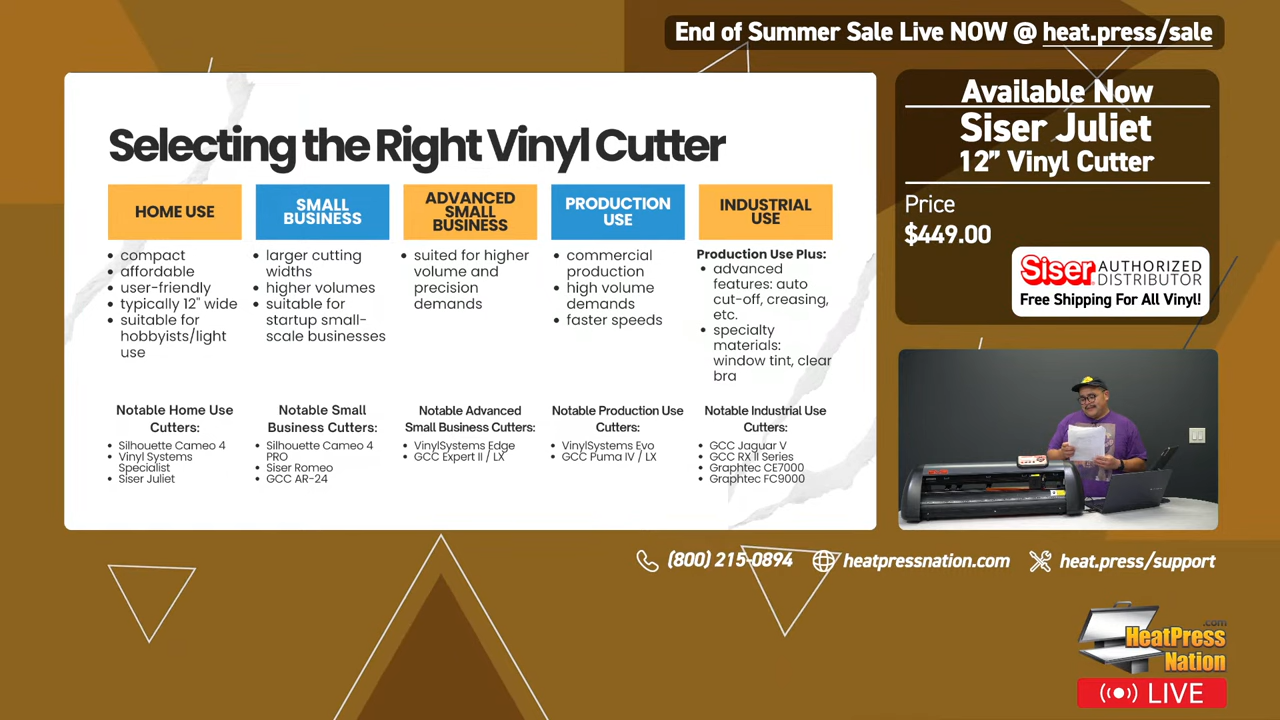 End of Summer Sale Live NOW @ heat.press/sale
Selecting the Right Vinyl Cutter
HOME USE
• compact
• affordable
• user-friendly
• typically 12" wide
• suitable for
hobbyists/light
use
Notable Home Use
Cutters:
• Silhouette Cameo 4
• Vinyl Systems
Specialist
• Siser Juliet
SMALL
BUSINESS
• larger cutting
widths
• higher volumes
• suitable for
startup small-
scale businesses
Notable Small
Business Cutters:
• Silhouette Cameo 4
PRO
• Siser Romeo
• GCC AR-24
ADVANCED
SMALL
BUSINESS
• suited for higher
volume and
precision
demands
Notable Advanced
Small Business Cutters:
• VinylSystems Edge
• GCC Expert II / LX
PRODUCTION
USE
• commercial
production
• high volume
demands
• faster speeds
Notable Production Use
Cutters:
• VinylSystems Evo
• GCC Puma IV / LX
INDUSTRIAL
USE
Production Use Plus:
• advanced
features: auto
cut-off, creasing,
etc.
• specialty
materials:
window tint, clear
bra
Notable Industrial Use
Cutters:
• GCC Jaguar V
• GCC RX II Series
• Graphtec CE7000
• Graphtec FC9000
Available Now
Siser Juliet
12” Vinyl Cutter
Price
$449.00
Siser AUTHORIZED
DISTRIBUTOR
Free Shipping For All Vinyl!
(800) 215-0894 heatpressnation.com heat.press/support
HeatPress.com
Nation
LIVE